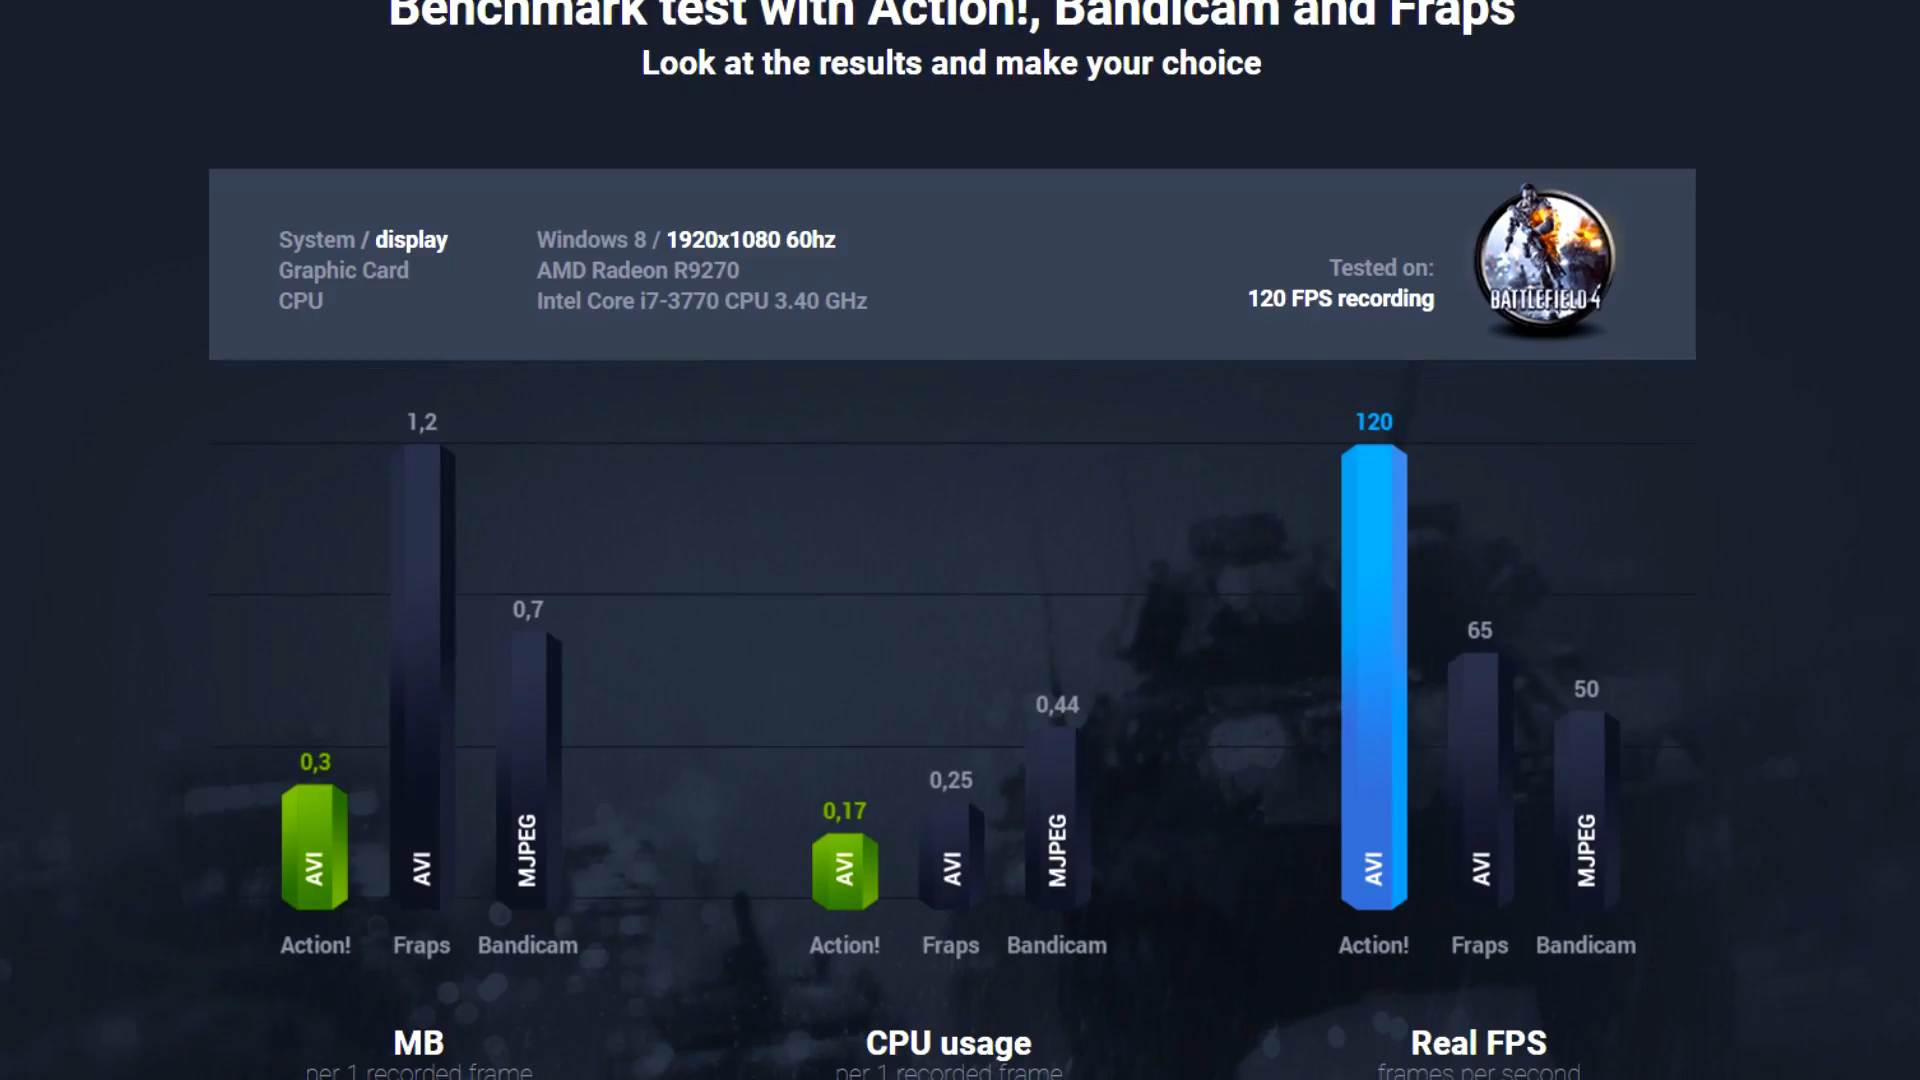 Benchmark test with Action!, Bandicam and Fraps
Look at the results and make your choice
System / display
Windows 8 / 1920x1080 60hz
Graphic Card
AMD Radeon R9270
CPU
Intel Core i7-3770 CPU 3.40 GHz
Tested on:
120 FPS recording
BATTLEFIELD 4
1,2
0,7
0,3
AVI
AVI
MJPEG
Action!
Fraps
Bandicam
MB
per 1 recorded frame
0,44
0,25
0,17
AVI
AVI
MJPEG
Action!
Fraps
Bandicam
CPU usage
per 1 recorded frame
120
65
50
AVI
AVI
MJPEG
Action!
Fraps
Bandicam
Real FPS
frames per second